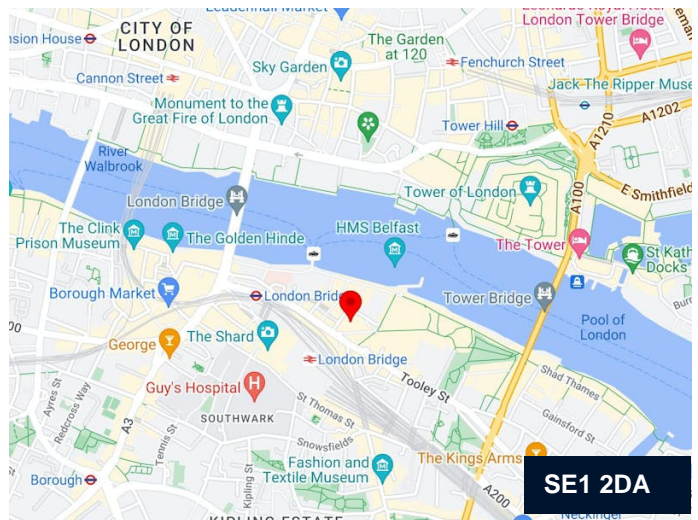 Leadenhall Market
London Tower Bridge
CITY OF
LONDON
The Garden
at 120
Sky Garden
Fenchurch Street
Cannon Street
Jack The Ripper Muse
Monument to the
Great Fire of London
A1202
A1210
Tower Hill
River
Walbrook
E Smithfield
Tower of London
A100
London Bridge
HMS Belfast
The Clink
Prison Museum
The Golden Hinde
The Tower
St Kath
Docks
Borough Market
London Bridge
Tower Bridge
Pool of
London
George
The Shard
London Bridge
Guy's Hospital
Tooley St
Shad Thames
Ayres St
Redcross Way
A3
Tennis St
SOUTHWARK
St Thomas St
Gainsford St
Snowsfields
Kipling St
Fashion and
Textile Museum
The Kings Arms
Borough
A200
SE1 2DA
KIPLING ESTATE